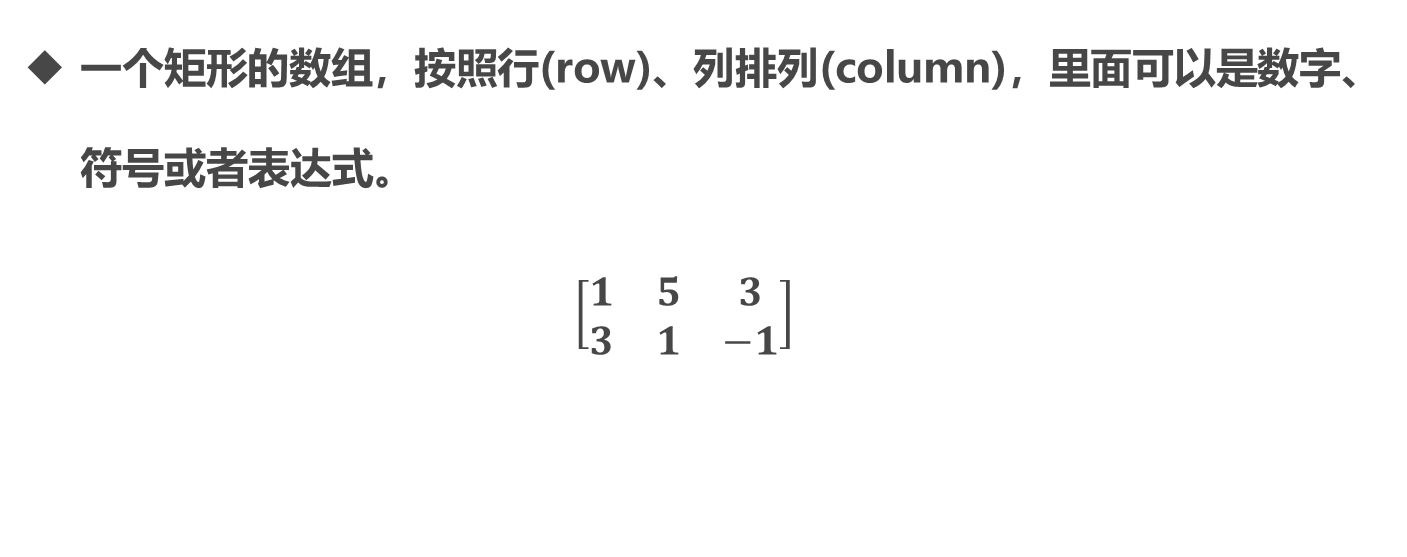 ◆ 一个矩形的数组，按照行(row)、列排列(column)，里面可以是数字、
符号或者表达式。
1 5 3
3 1 −1